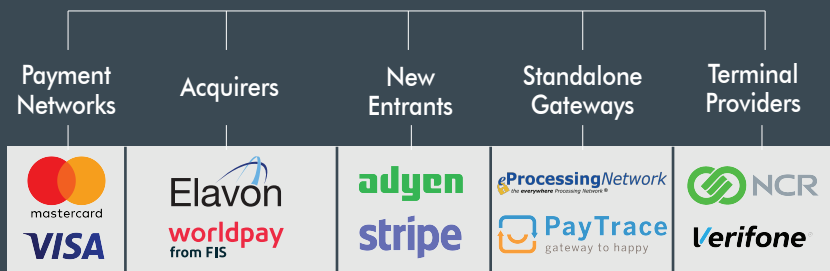 Payment
Networks
Acquirers
New
Entrants
Standalone
Gateways
Terminal
Providers
mastercard
VISA
Elavon
worldpay
from FIS
adyen
stripe
eProcessingNetwork
the everywhere Processing Network®
PayTrace
gateway to happy
NCR
Verifone